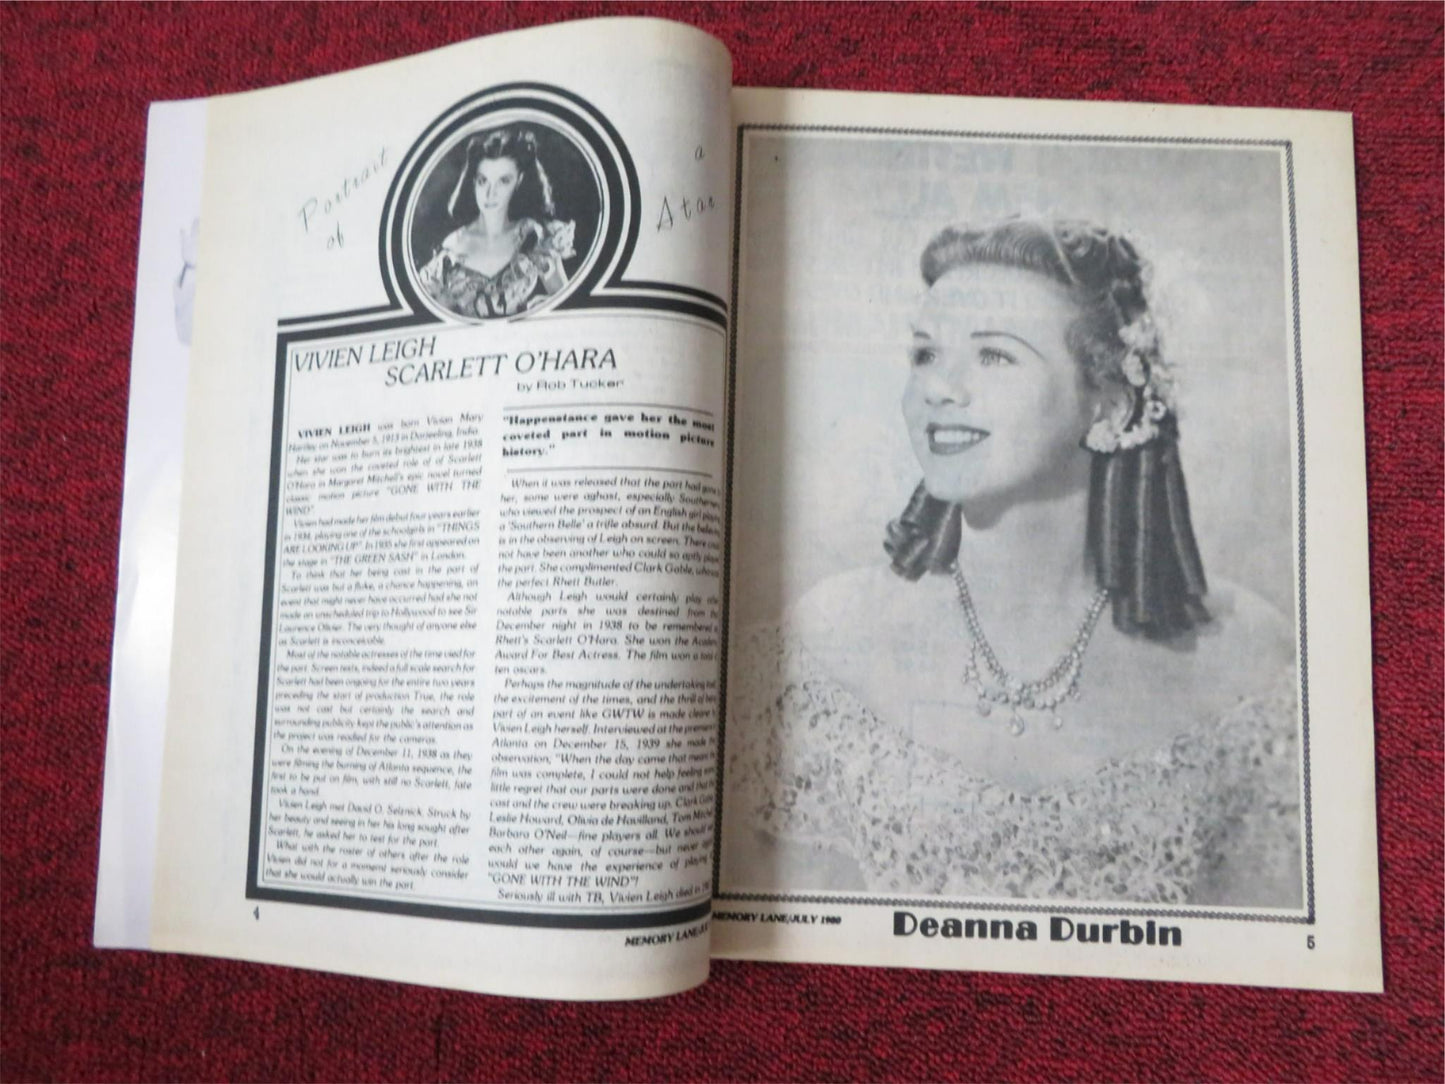 Portrait
of
a
Star
VIVIEN LEIGH
SCARLETT O'HARA
by Rob Tucker
VIVIEN LEIGH was born Vivian Mary
Hartley on November 5, 1913 in Darjeeling, India.
Her star was to burn its brightest in late 1938
when she won the coveted role of of Scarlett
O'Hara in Margaret Mitchell's epic novel turned
classic motion picture "GONE WITH THE
WIND".
Vivien had made her film debut four years earlier
in 1934, playing one of the schoolgirls in "THINGS
ARE LOOKING UP". In 1935 she first appeared on
the stage in "THE GREEN SASH" in London.
To think that her being cast in the part of
Scarlett was but a fluke, a chance happening, an
event that might never have occurred had she not
made an unscheduled trip to Hollywood to see Sir
Laurence Olivier. The very thought of anyone else
as Scarlett is inconceivable.
Most of the notable actresses of the time vied for
the part. Screen tests, indeed a full scale search for
Scarlett had been ongoing for the entire two years
preceding the start of production. True, the role
was not cast but certainly the search and
surrounding publicity kept the public's attention as
the project was readied for the cameras.
On the evening of December 11, 1938 as they
were filming the burning of Atlanta sequence, the
first to be put on film, with still no Scarlett, fate
took a hand.
Vivien Leigh met David O. Selznick. Struck by
her beauty and seeing in her his long sought after
Scarlett, he asked her to test for the part.
What with the roster of others after the role
Vivien did not for a moment seriously consider
that she would actually win the part.
"Happenstance gave her the most
coveted part in motion picture
history."
When it was released that the part had gone
her, some were aghast, especially
who viewed the prospect of an English girl
a 'Southern Belle' a trifle absurd. But the
is in the observing of Leigh on screen. There
not have been another who could so aptly
the part. She complimented Clark Gable,
the perfect Rhett Butler.
Although Leigh would certainly play
notable parts she was destined from
December night in 1938 to be remembered
Rhett's Scarlett O'Hara. She won the
Award For Best Actress. The film won a
ten oscars.
Perhaps the magnitude of the undertaking
the excitement of the times, and the thrill of
part of an event like GWTW is made
Vivien Leigh herself. Interviewed at the
Atlanta on December 15, 1939 she made
observation; "When the day came that
film was complete, I could not help feeling
little regret that our parts were done and
cast and the crew were breaking up. Clark
Leslie Howard, Olivia de Havilland, Tom
Barbara O'Neil—fine players all. We should
each other again, of course—but never
would we have the experience of
"GONE WITH THE WIND"!
Seriously ill with TB, Vivien Leigh died in
4
MEMORY LANE
MEMORY LANE/JULY 1980
Deanna Durbin
5